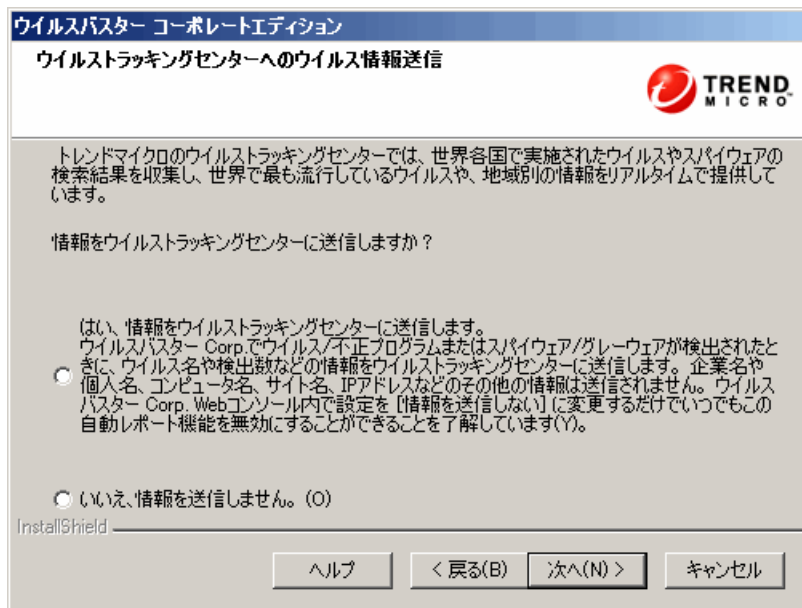 ウイルスバスター コーポレートエディション
ウイルストラッキングセンターへのウイルス情報送信
TREND
MICRO
トレンドマイクロのウイルストラッキングセンターでは、世界各国で実施されたウイルスやスパイウェアの
検索結果を収集し、世界で最も流行しているウイルスや、地域別の情報をリアルタイムで提供して
います。
情報をウイルストラッキングセンターに送信しますか？
はい、情報をウイルストラッキングセンターに送信します。
ウイルスバスター Corp.でウイルス/不正プログラムまたはスパイウェア/グレーウェアが検出されたと
きに、ウイルス名や検出数などの情報をウイルストラッキングセンターに送信します。企業名や
個人名、コンピュータ名、サイト名、IPアドレスなどのその他の情報は送信されません。ウイルス
バスター Corp. Webコンソール内で設定を [情報を送信しない] に変更するだけでいつでもこの
自動レポート機能を無効にすることができることを了解しています(Y)。
いいえ、情報を送信しません。(O)
InstallShield
ヘルプ
< 戻る(B)
次へ(N) >
キャンセル